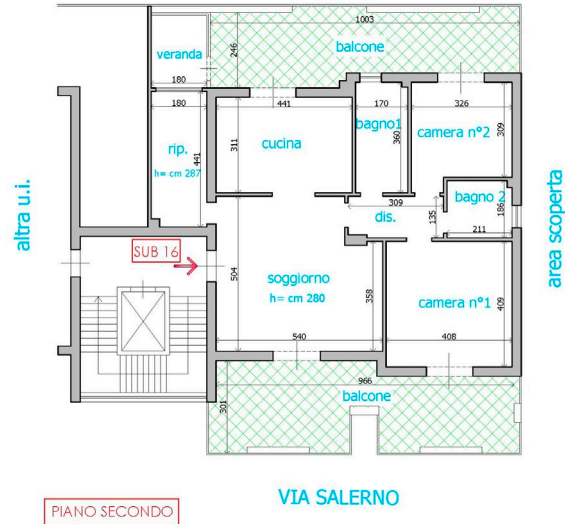 1003
balcone
246
veranda
180
180
441
170
326
bagno1
camera n°2
309
311
cucina
360
rip.
h= cm 287
441
309
bagno 2
186
211
dis.
135
altra u.i.
area scoperta
SUB 16
504
soggiorno
h= cm 280
358
camera n°1
409
540
408
966
balcone
301
VIA SALERNO
PIANO SECONDO